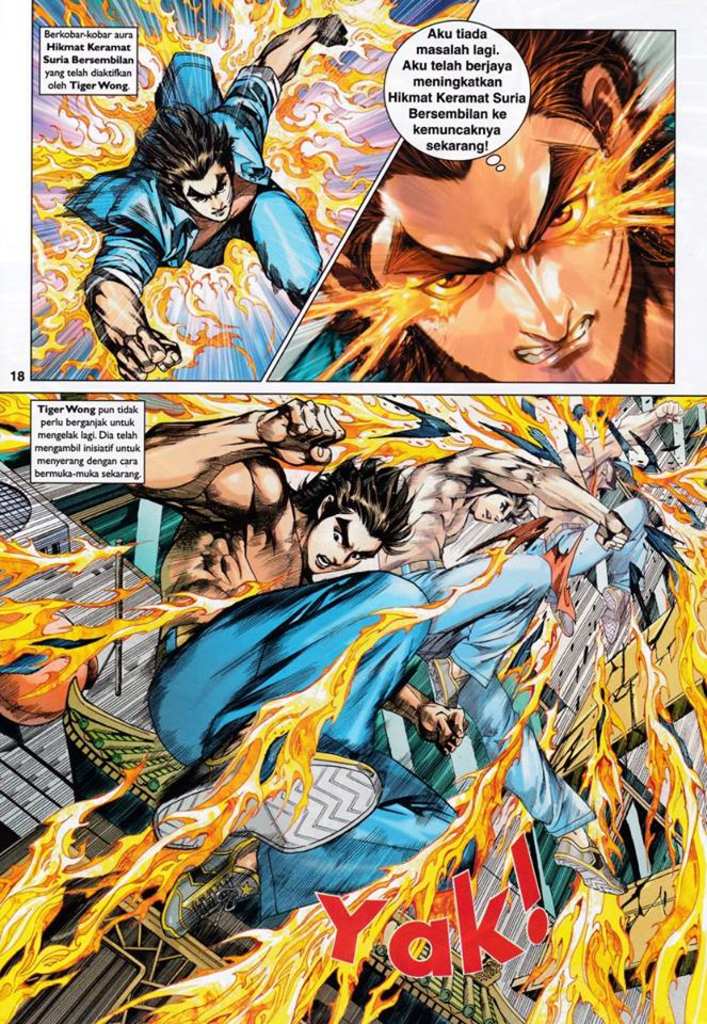 Berkobar-kobar aura
Hikmat Keramat
Suria Bersembilan
yang telah diaktifkan
oleh Tiger Wong.
Aku tiada
masalah lagi.
Aku telah berjaya
meningkatkan
Hikmat Keramat Suria
Bersembilan ke
kemuncaknya
sekarang!
18
Tiger Wong pun tidak
perlu berganjak untuk
mengelak lagi. Dia telah
mengambil inisiatif untuk
menyerang dengan cara
bermuka-muka sekarang.
Yak!